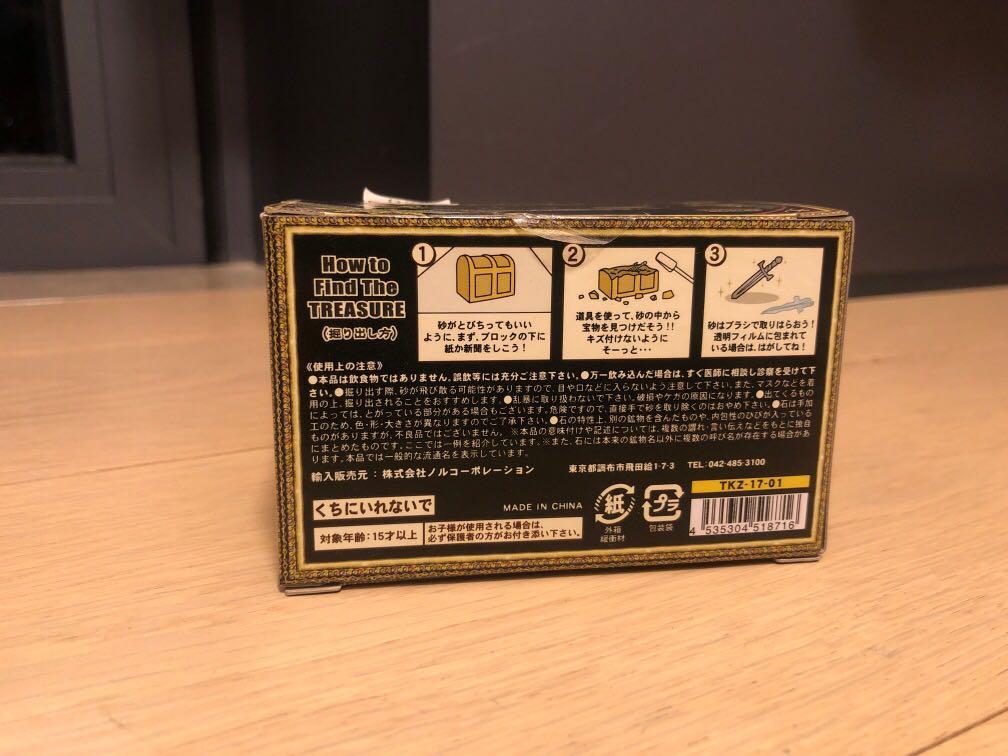 How to
Find The
TREASURE
(掘り出し方)
1
砂がとびちってもいい
ように、まず、ブロックの下に
紙か新聞をしこう!
2
道具を使って、砂の中から
宝物を見つけだそう!!
キズ付けないように
そーっと…
3
砂はブラシで取りはらおう!
透明フィルムに包まれて
いる場合は、はがしてね!
《使用上の注意》
●本品は飲食物ではありません。誤飲等には充分ご注意下さい。●万一飲み込んだ場合は、すぐ医師に相談し診察を受けて下
さい。●掘り出す際、砂が飛び散る可能性がありますので、目や口などに入らないよう注意して下さい。また、マスクなどを着
用の上、掘り出されることをおすすめします。●乱暴に取り扱わないで下さい。破損やケガの原因になります。●出てくるもの
によっては、とがっている部分がある場合もございます。危険ですので、直接手で砂を取り除くのはおやめ下さい。●石は手加
工のため、色・形・大きさが異なりますのでご了承下さい。●石の特性上、別の鉱物を含んだものや、内包性のひびが入っている
ものがありますが、不良品ではございません。※本品の意味付けや記述については、複数の謂れ・言い伝えなどをもとに独自
にまとめたものです。ここでは一例を紹介しています。※また、石には本来の鉱物名以外に複数の呼び名が存在する場合があ
ります。本品では一般的な流通名を表示しています。
輸入販売元:株式会社ノルコーポレーション 東京都調布市飛田給1-7-3 TEL:042-485-3100
くちにいれないで
MADE IN CHINA
対象年齢:15才以上
お子様が使用される場合は、
必ず保護者の方がお付き添い下さい。
紙
外箱
緩衝材
プラ
包装袋
TKZ-17-01
4 535304 518716